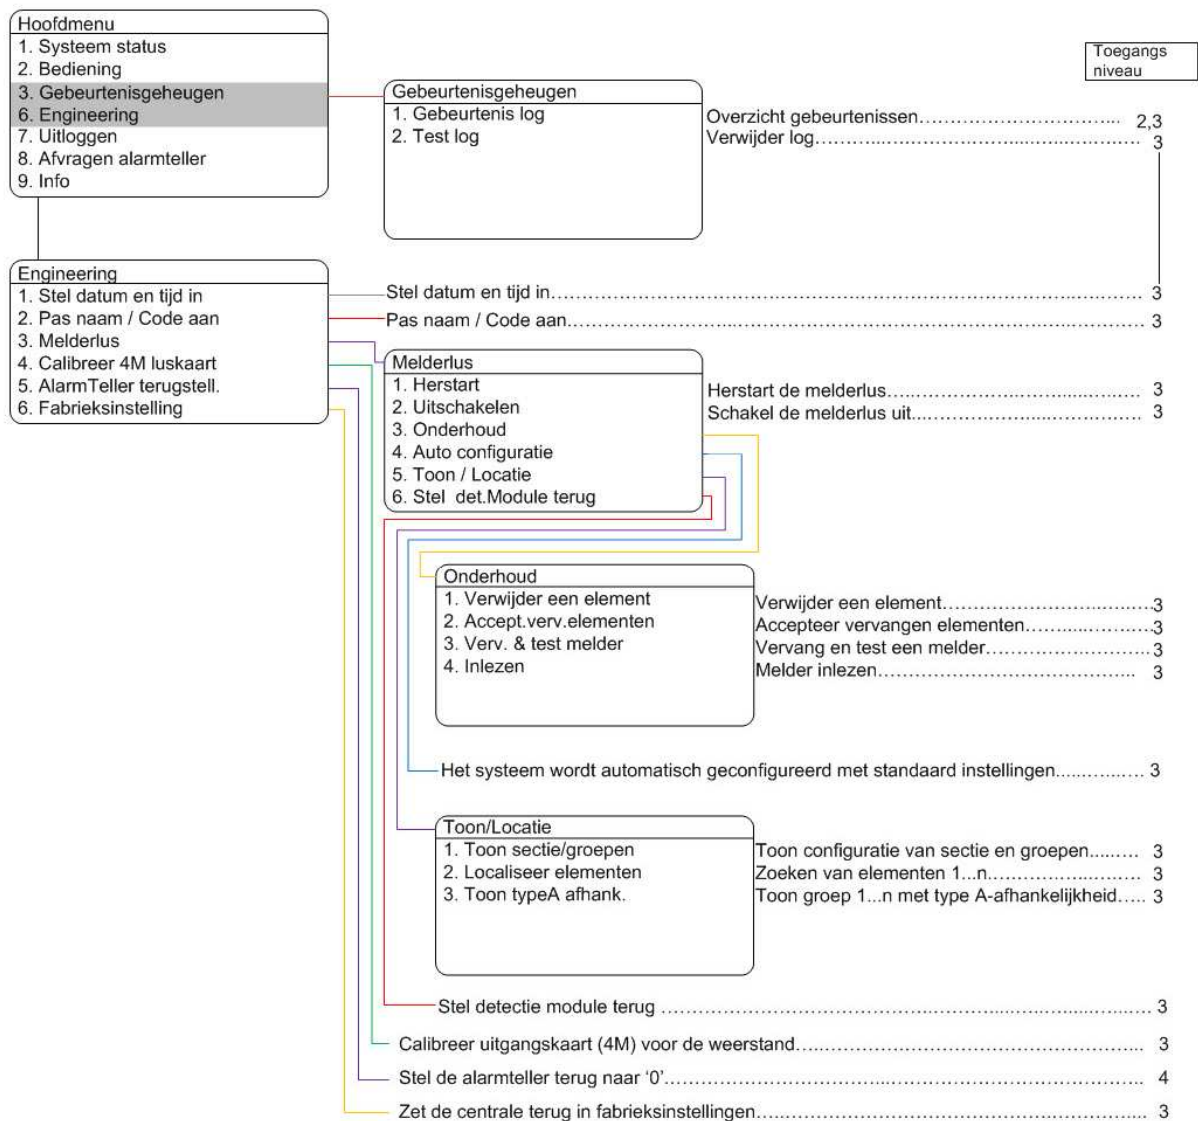 Hoofdmenu
1. Systeem status
2. Bediening
3. Gebeurtenisgeheugen
6. Engineering
7. Uitloggen
8. Afvragen alarmteller
9. Info
Toegangs
niveau
Gebeurtenisgeheugen
1. Gebeurtenis log
2. Test log
Overzicht gebeurtenissen................................ 2,3
Verwijder log................................ 3
Engineering
1. Stel datum en tijd in
2. Pas naam / Code aan
3. Melderlus
4. Calibreer 4M luskaart
5. AlarmTeller terugstell.
6. Fabrieksinstelling
Stel datum en tijd in................................ 3
Pas naam / Code aan................................ 3
Melderlus
1. Herstart
2. Uitschakelen
3. Onderhoud
4. Auto configuratie
5. Toon / Locatie
6. Stel det.Module terug
Herstart de melderlus................................ 3
Schakel de melderlus uit................................ 3
Onderhoud
1. Verwijder een element
2. Accept.verv.elementen
3. Verv. & test melder
4. Inlezen
Verwijder een element................................3
Accepteer vervangen elementen....................3
Vervang en test een melder........................3
Melder inlezen................................ 3
Het systeem wordt automatisch geconfigureerd met standaard instellingen............... 3
Toon/Locatie
1. Toon sectie/groepen
2. Localiseer elementen
3. Toon typeA afhank.
Toon configuratie van sectie en groepen.......... 3
Zoeken van elementen 1...n........................ 3
Toon groep 1...n met type A-afhankelijkheid..... 3
Stel detectie module terug ................................ 3
Calibreer uitgangskaart (4M) voor de weerstand................................ 3
Stel de alarmteller terug naar ‘0’................................ 4
Zet de centrale terug in fabrieksinstellingen................................ 3